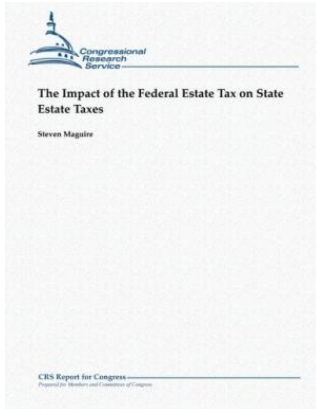 Congressional
Research
Service
The Impact of the Federal Estate Tax on State
Estate Taxes
Steven Maguire
CRS Report for Congress
Prepared for Members and Committees of Congress